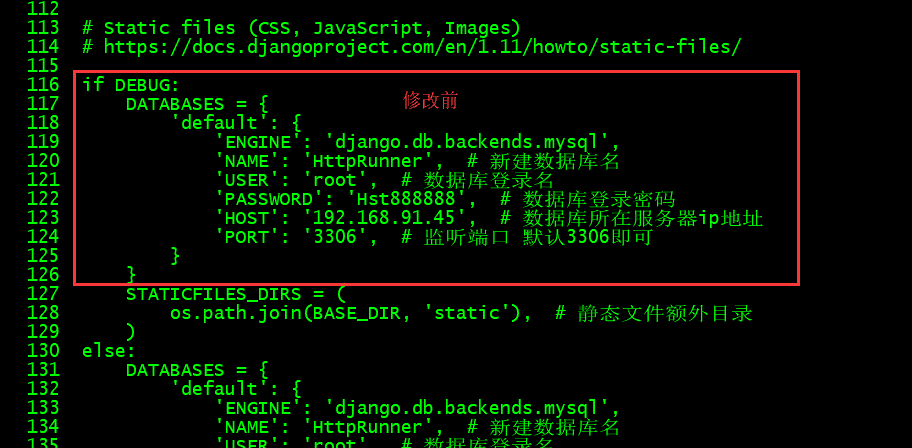 112
113  # Static files (CSS, JavaScript, Images)
114  # https://docs.djangoproject.com/en/1.11/howto/static-files/
115
116  if DEBUG:
修改前
117      DATABASES = {
118          'default': {
119              'ENGINE': 'django.db.backends.mysql',
120              'NAME': 'HttpRunner',  # 新建数据库名
121              'USER': 'root',  # 数据库登录名
122              'PASSWORD': 'Hst888888',  # 数据库登录密码
123              'HOST': '192.168.91.45',  # 数据库所在服务器ip地址
124              'PORT': '3306',  # 监听端口 默认3306即可
125          }
126      }
127      STATICFILES_DIRS = (
128          os.path.join(BASE_DIR, 'static'),  # 静态文件额外目录
129      )
130  else:
131      DATABASES = {
132          'default': {
133              'ENGINE': 'django.db.backends.mysql',
134              'NAME': 'HttpRunner',  # 新建数据库名
135              'USER': 'root',  # 数据库登录名